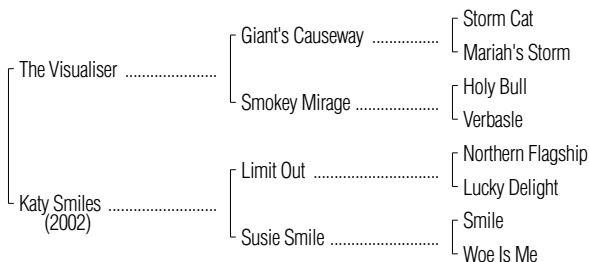 Storm Cat
Giant's Causeway ................
Mariah's Storm
The Visualiser ......................
Holy Bull
Smokey Mirage ....................
Verbasle
Northern Flagship
Limit Out ..............................
Lucky Delight
Katy Smiles ..........................
(2002)
Smile
Susie Smile ..........................
Woe Is Me